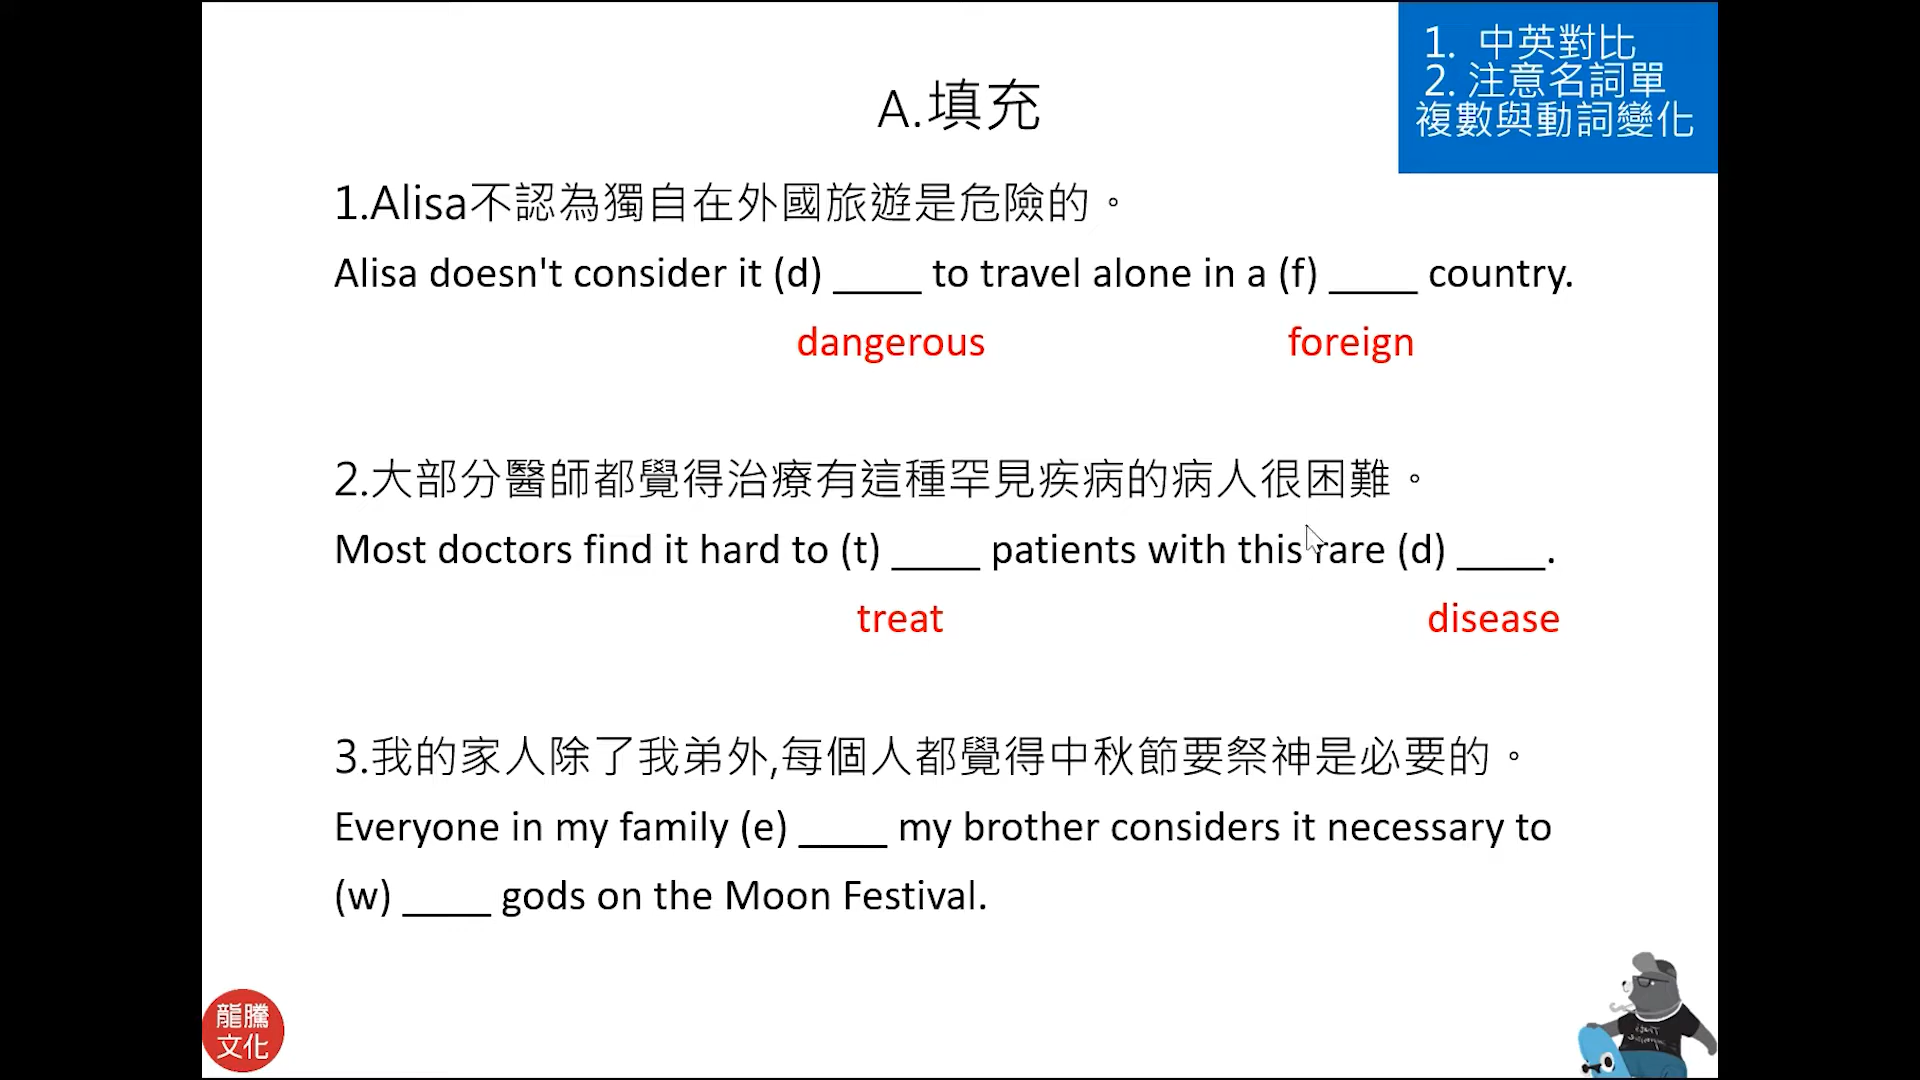 1. 中英對比
2. 注意名詞單
複數與動詞變化
A.填充
1.Alisa不認為獨自在外國旅遊是危險的。
Alisa doesn't consider it (d) ____ to travel alone in a (f) ____ country.
dangerous foreign
2.大部分醫師都覺得治療有這種罕見疾病的病人很困難。
Most doctors find it hard to (t) ____ patients with this rare (d) ____.
treat disease
3.我的家人除了我弟外,每個人都覺得中秋節要祭神是必要的。
Everyone in my family (e) ____ my brother considers it necessary to
(w) ____ gods on the Moon Festival.
龍騰
文化